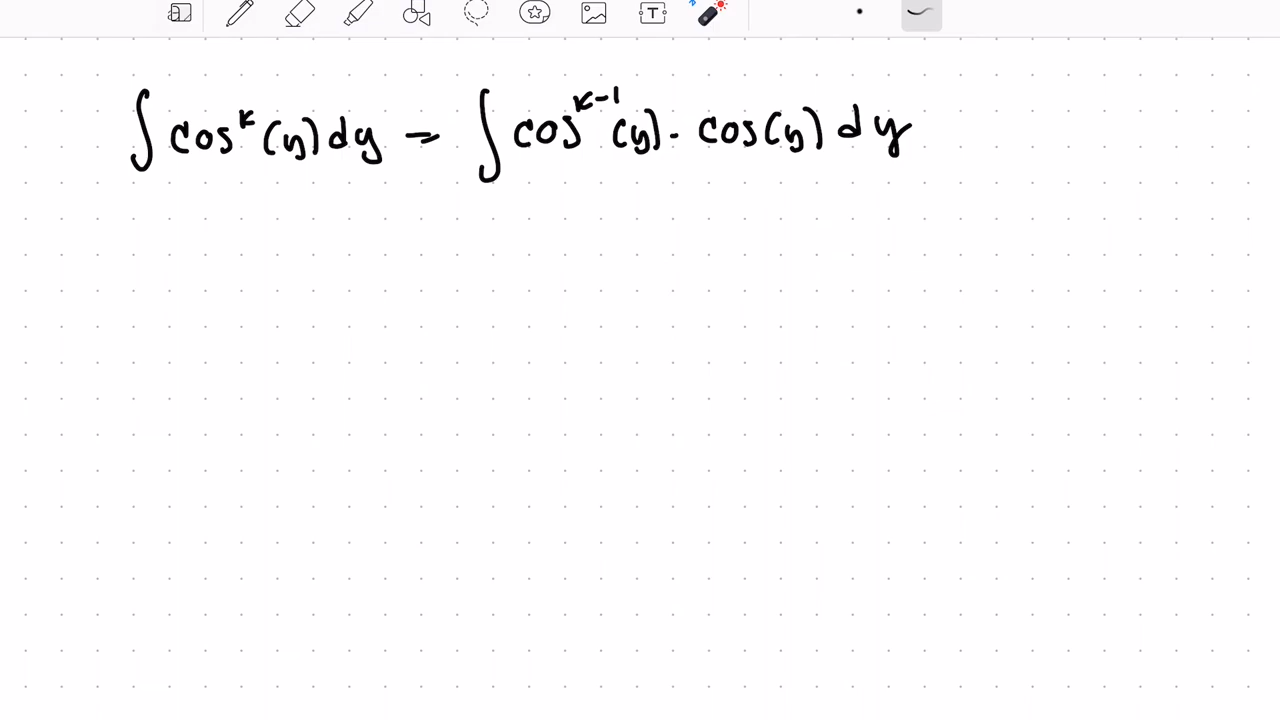 ∫ cos^k (y) dy = ∫ cos^{k-1} (y) · cos(y) dy